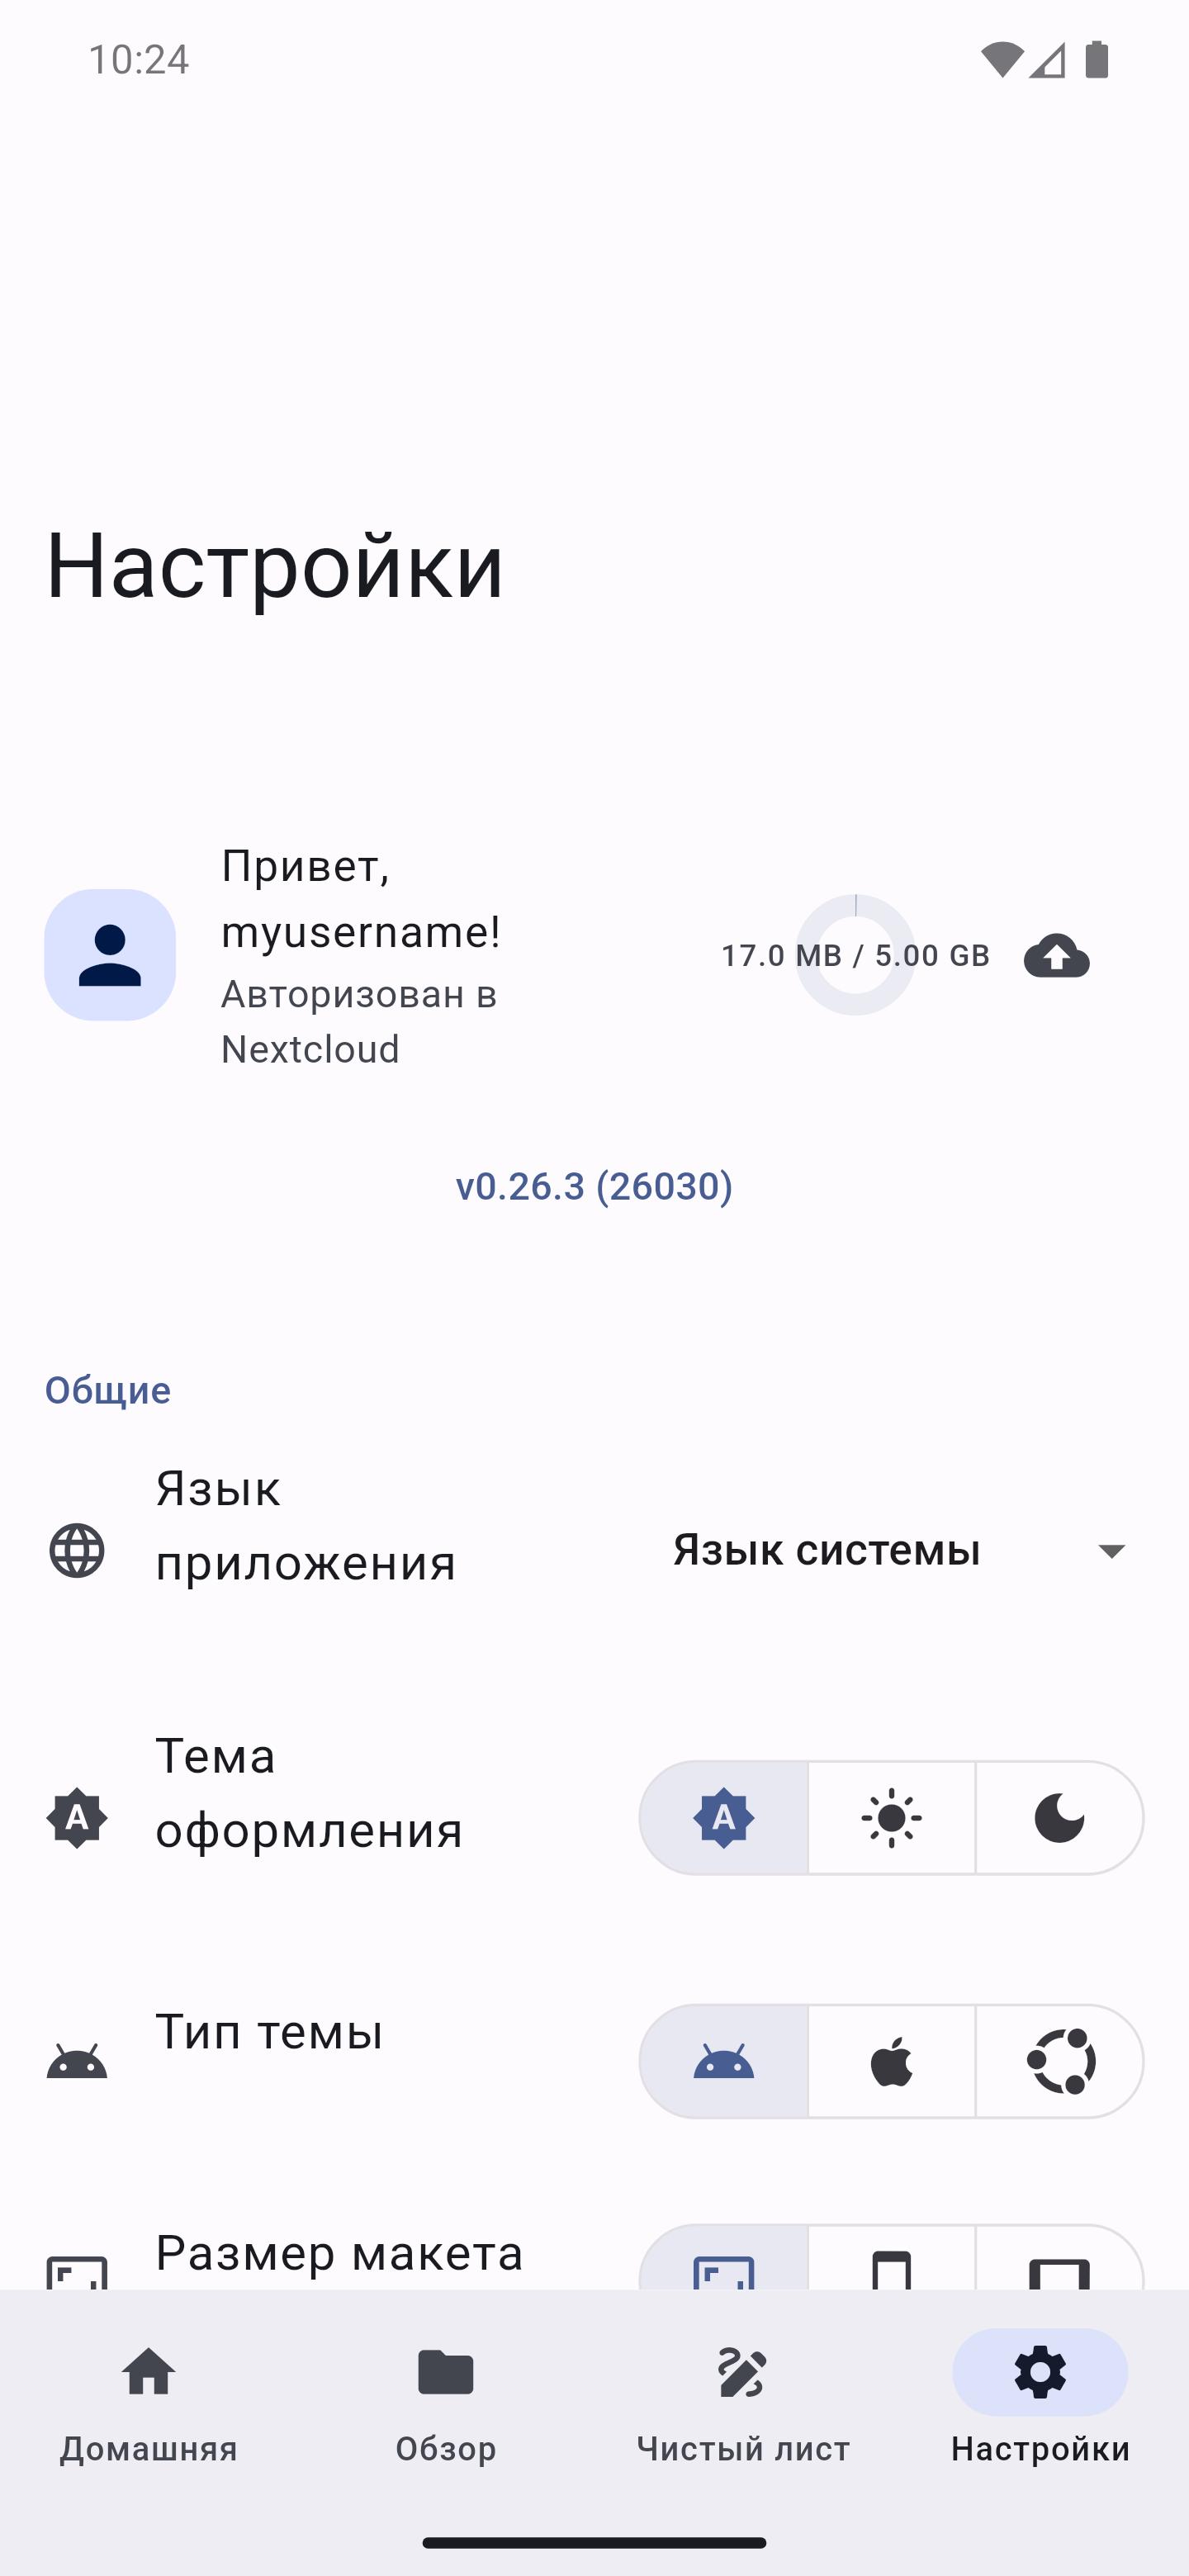 10:24
Настройки
Привет,
myusername!
Авторизован в
Nextcloud
17.0 MB / 5.00 GB
v0.26.3 (26030)
Общие
Язык
приложения
Язык системы
Тема
оформления
Тип темы
Размер макета
Домашняя
Обзор
Чистый лист
Настройки